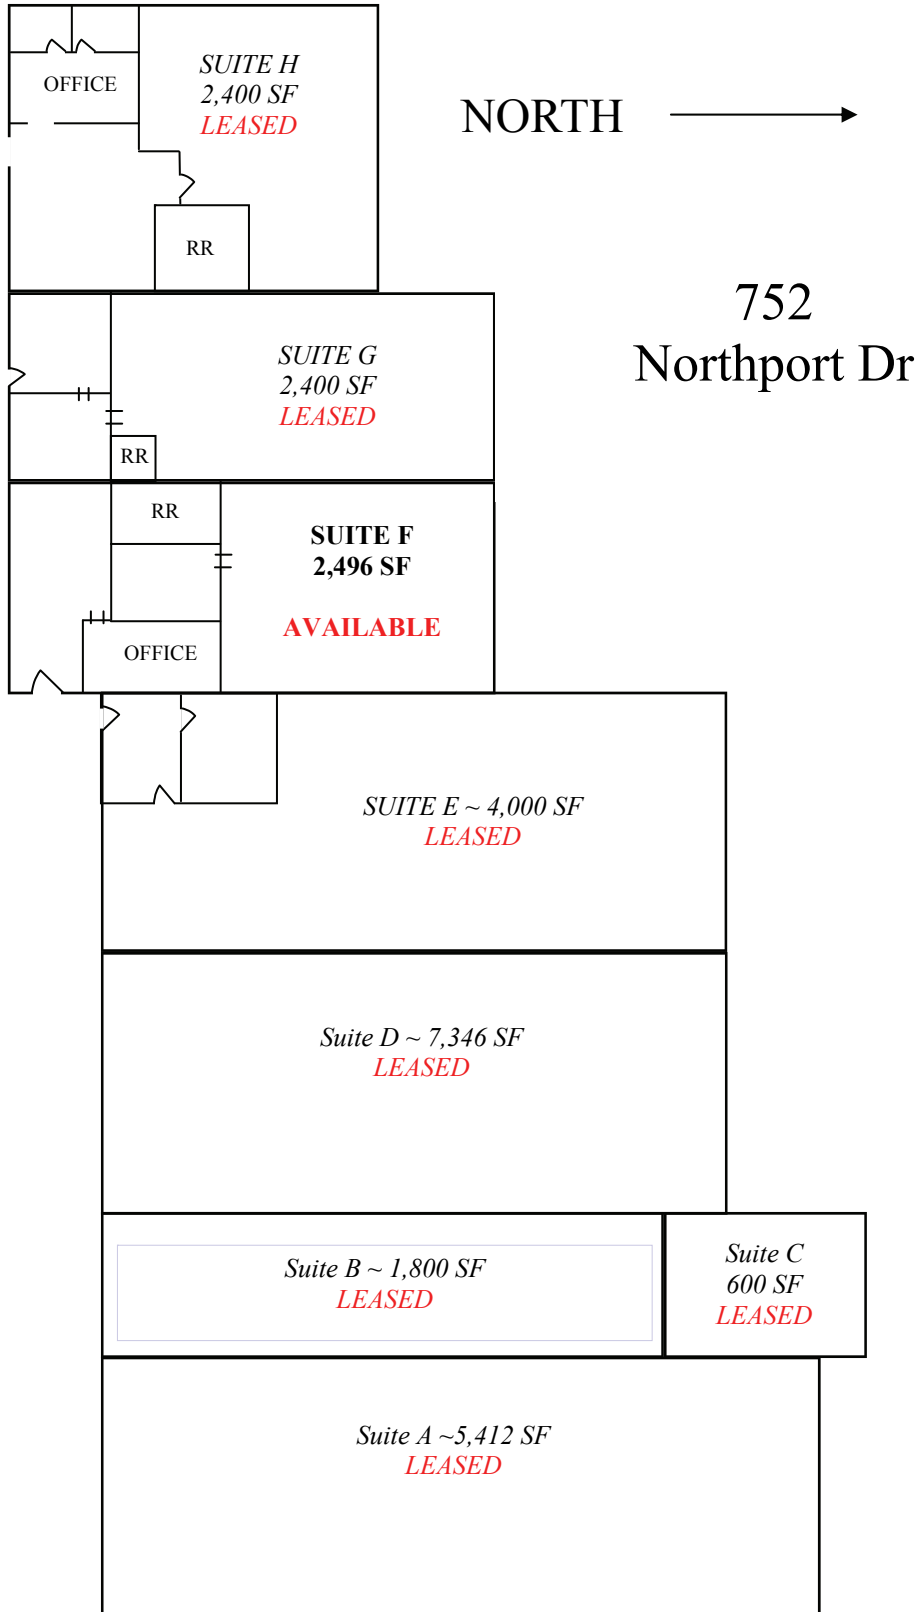 OFFICE
SUITE H
2,400 SF
LEASED
NORTH
RR
752
Northport Dr
SUITE G
2,400 SF
LEASED
RR
RR
SUITE F
2,496 SF
AVAILABLE
OFFICE
SUITE E ~ 4,000 SF
LEASED
Suite D ~ 7,346 SF
LEASED
Suite B ~ 1,800 SF
LEASED
Suite C
600 SF
LEASED
Suite A ~5,412 SF
LEASED